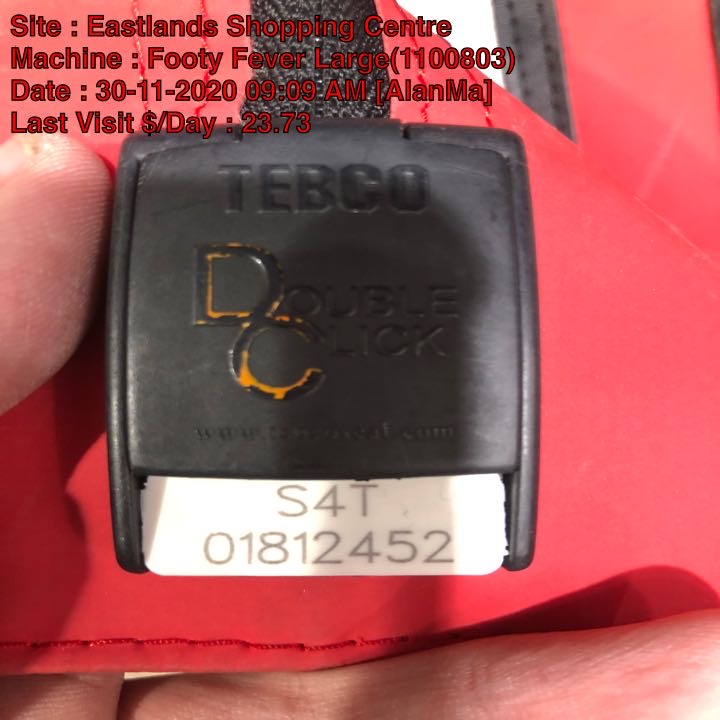 Site : Eastlands Shopping Centre
Machine : Footy Fever Large(1100803)
Date : 30-11-2020 09:09 AM [AlanMa]
Last Visit $/Day : 23.73
TEBCO
DOUBLE
CLICK
S4T
01812452